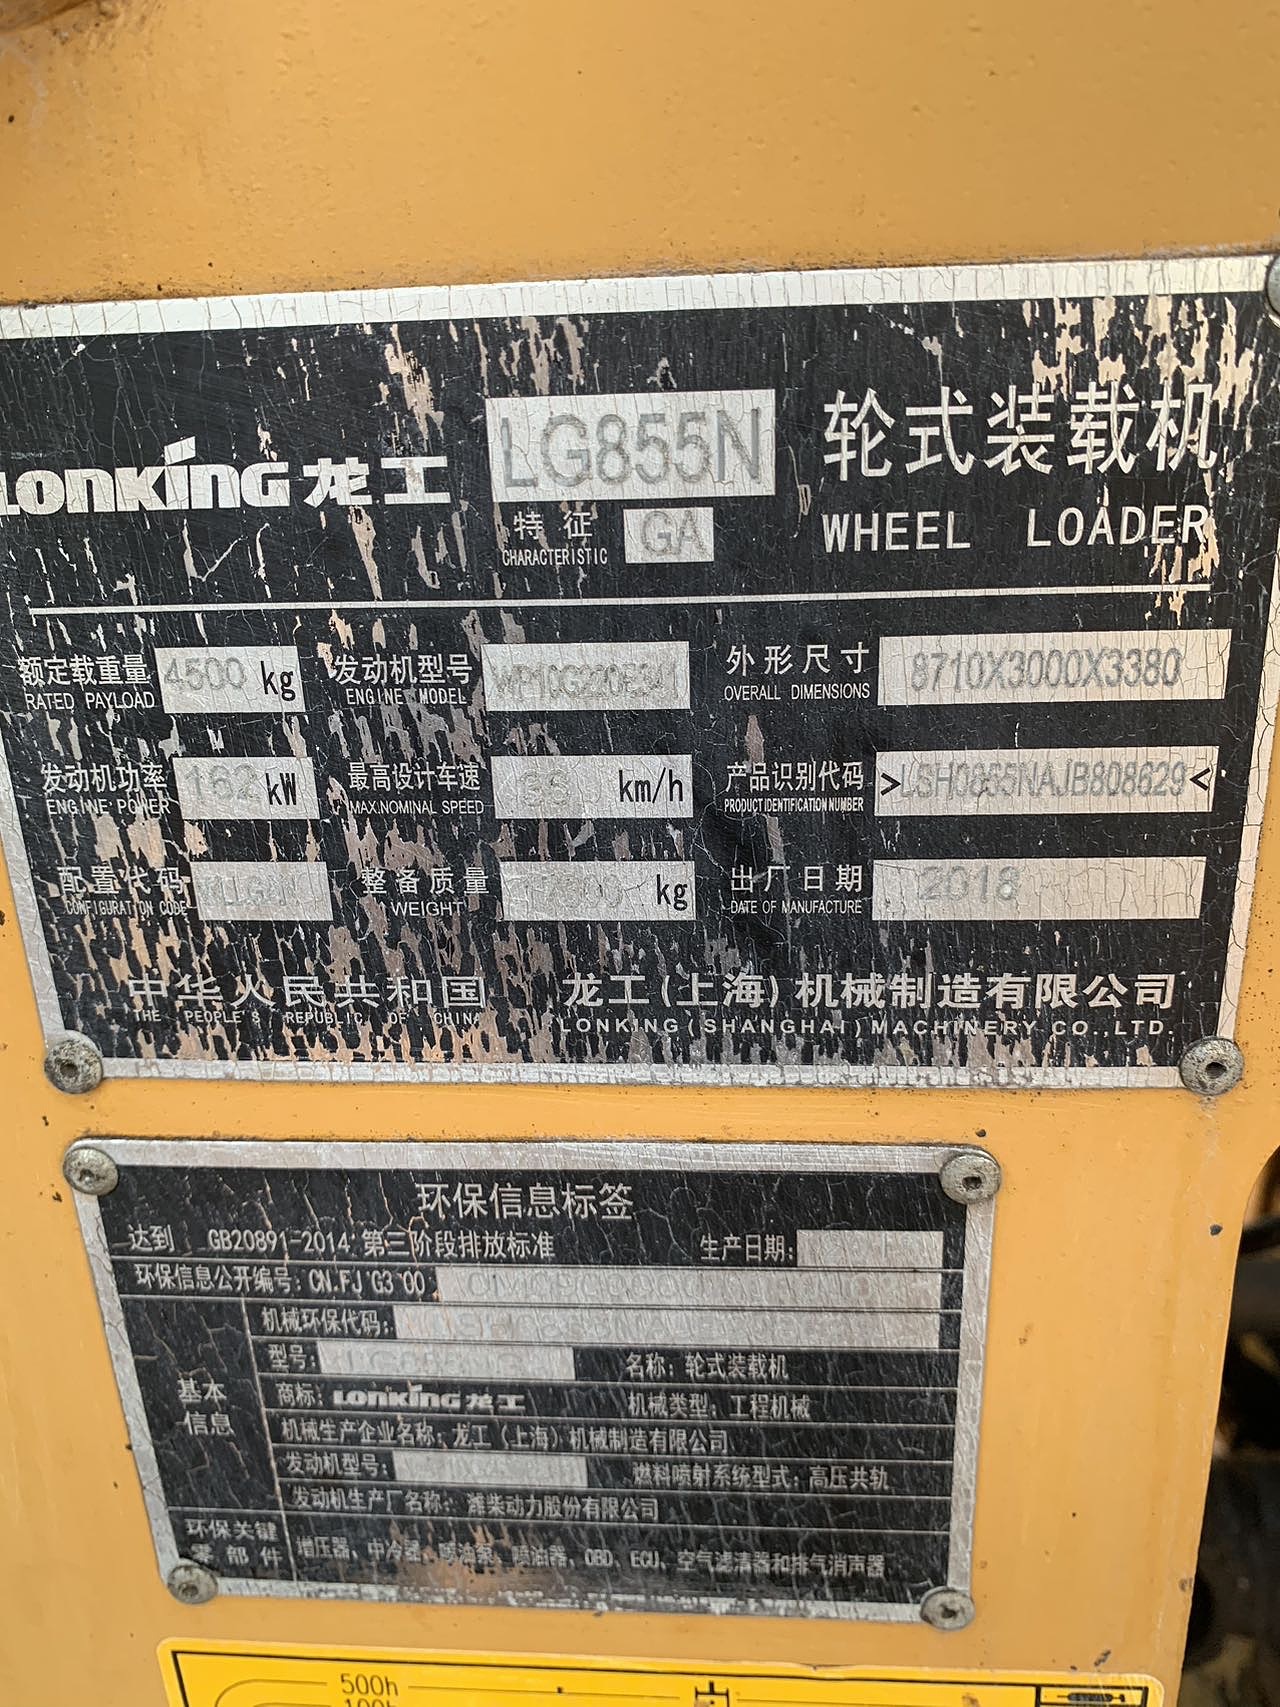 LONKING 龙工 LG855N 轮式装载机
特征 GA
CHARACTERISTIC
WHEEL LOADER
额定载重量 4500 kg 发动机型号 外形尺寸 8710X3000X3380
RATED PAYLOAD ENGINE MODEL OVERALL DIMENSIONS
发动机功率 162 kW 最高设计车速 km/h 产品识别代码 >LSH0855NAJB808629<
ENGINE POWER MAX.NOMINAL SPEED PRODUCT IDENTIFICATION NUMBER
配置代码 整备质量 kg 出厂日期 2018
CONFIGURATION CODE WEIGHT DATE OF MANUFACTURE
中华人民共和国 龙工(上海)机械制造有限公司
THE PEOPLE'S REPUBLIC OF CHINA LONKING(SHANGHAI)MACHINERY CO.,LTD.
环保信息标签
达到 GB20891-2014 第三阶段排放标准 生产日期:
环保信息公开编号: CN FJ G3 00
机械环保代码:
型号: 名称: 轮式装载机
基本信息
商标: LONKING 龙工 机械类型: 工程机械
机械生产企业名称: 龙工(上海)机械制造有限公司
发动机型号: 燃料喷射系统型式: 高压共轨
发动机生产厂名称: 潍柴动力股份有限公司
环保关键零部件 增压器、中冷器、喷油泵、喷油器、OBD、ECU、空气滤清器和排气消声器
500h
100h